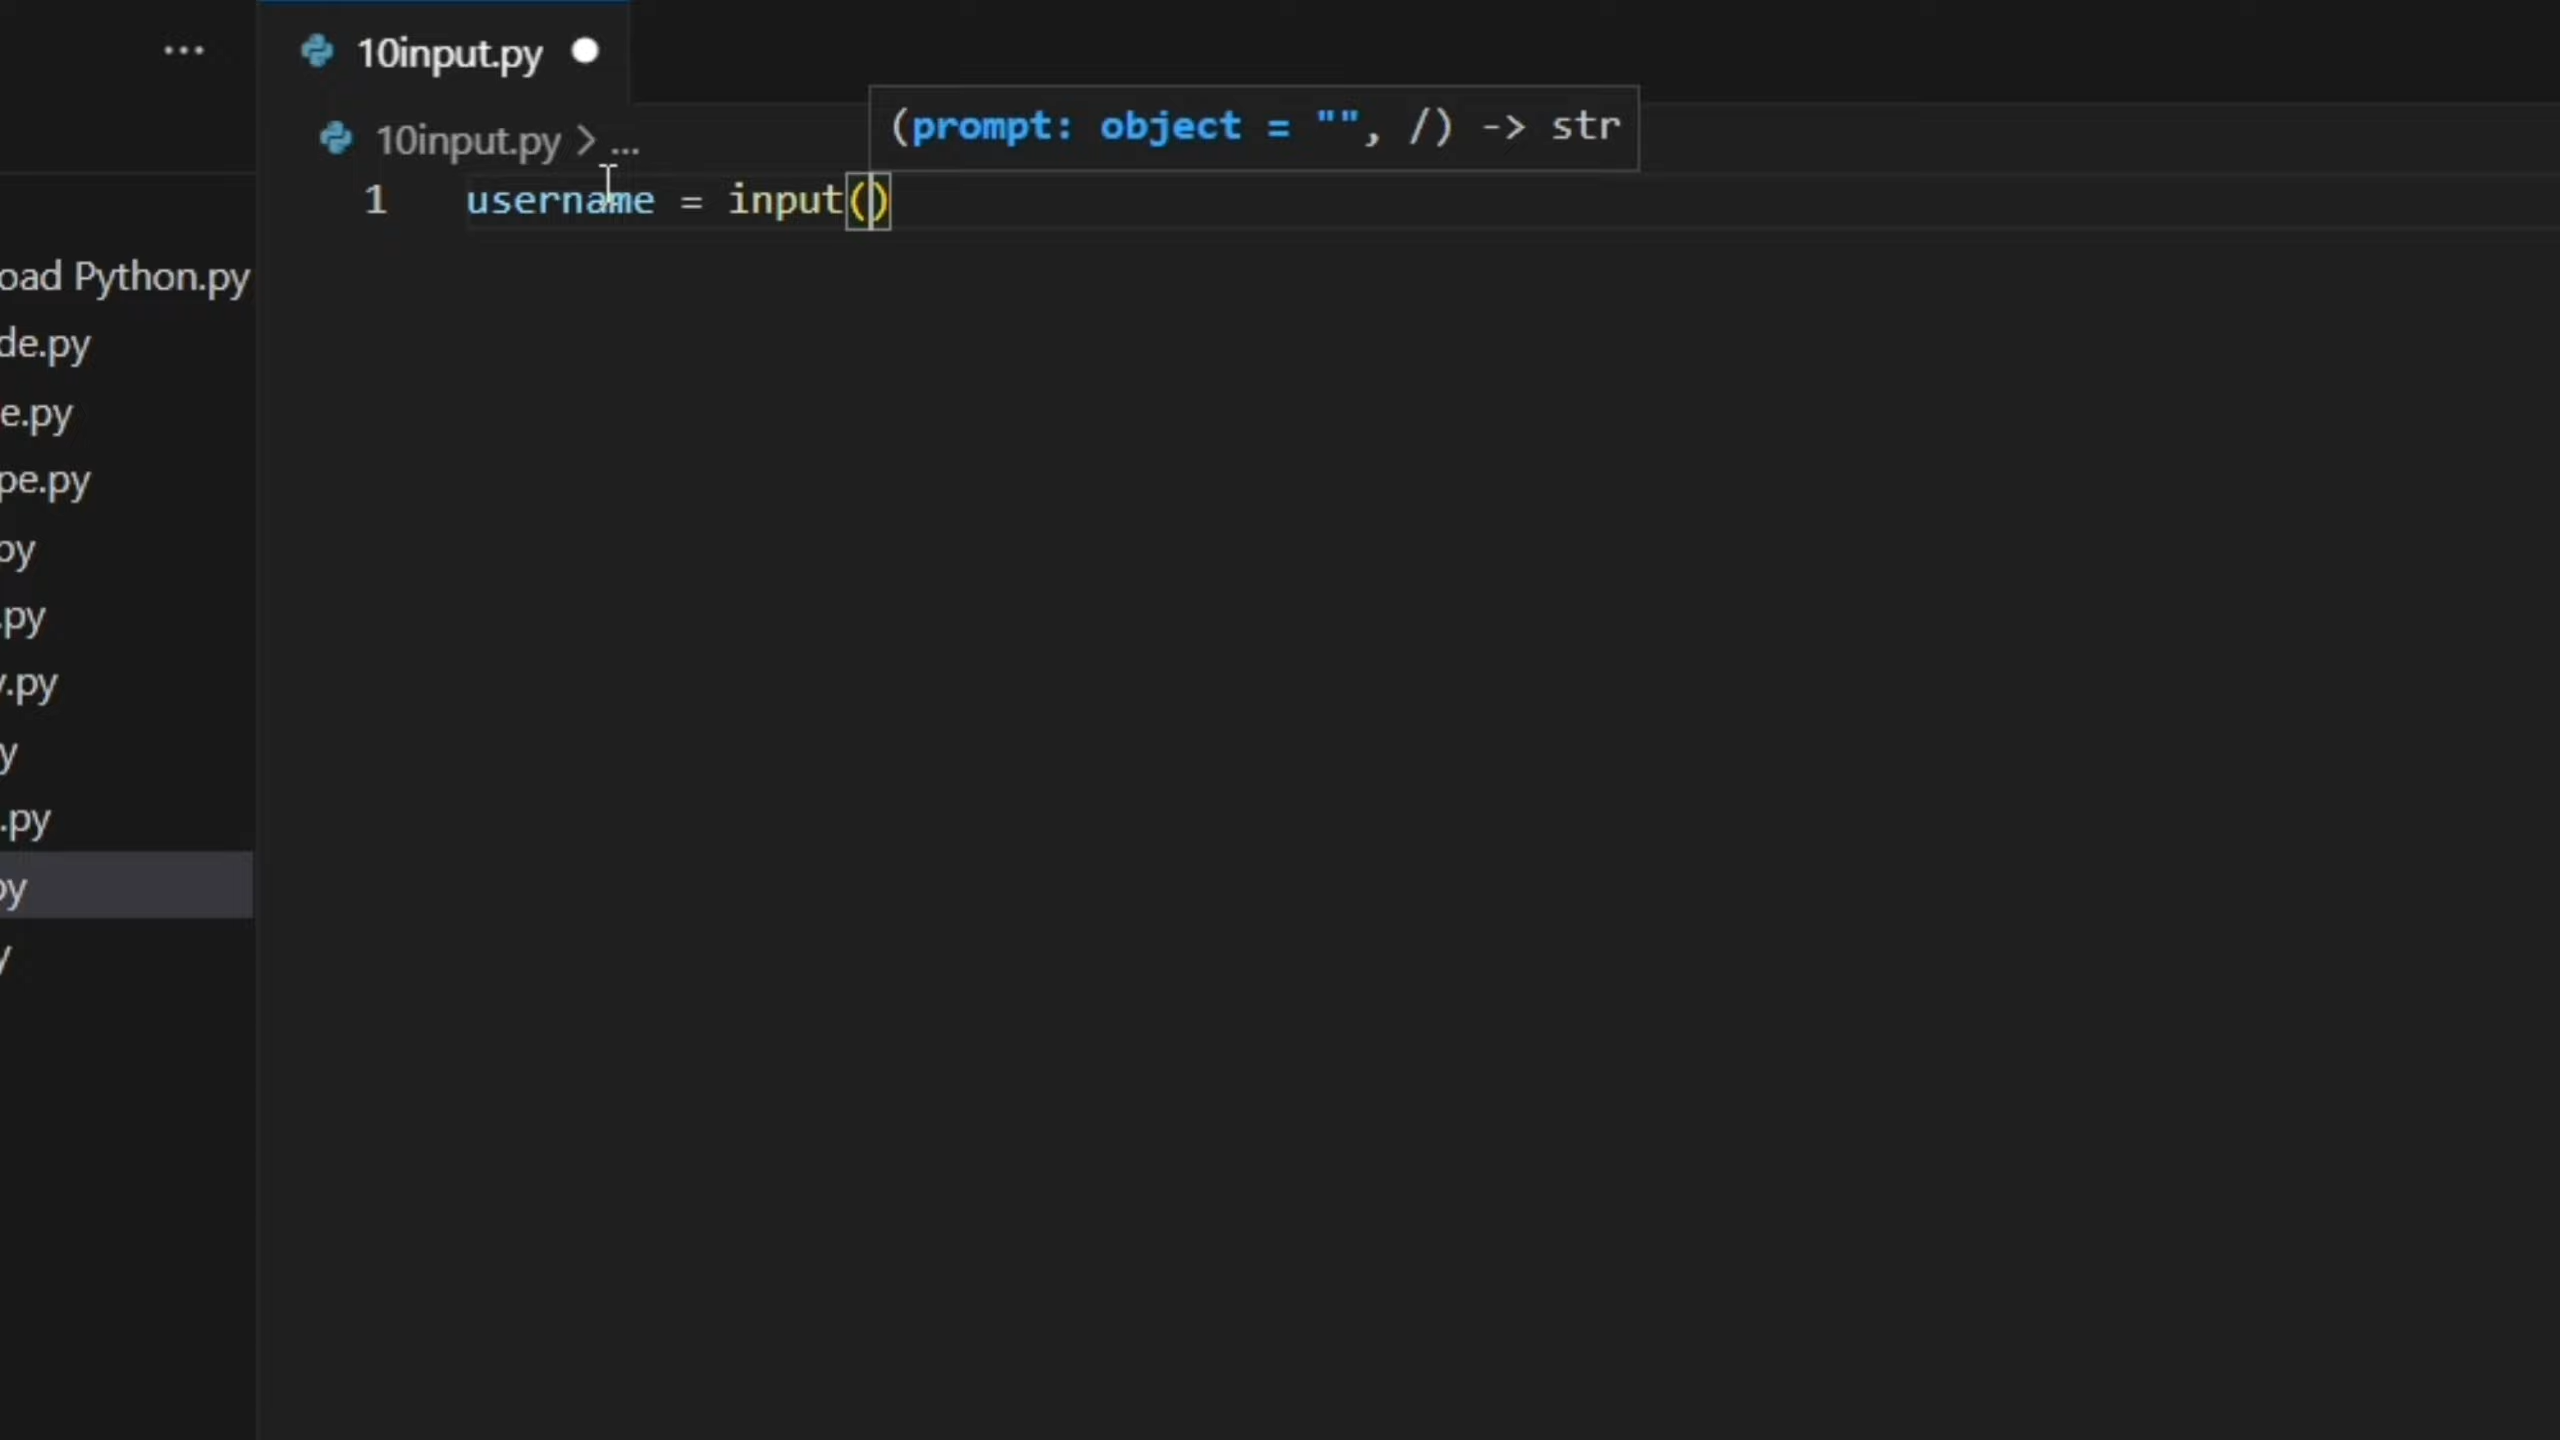 ... 10input.py
10input.py > ...
(prompt: object = "", /) -> str
1 username = input()
oad Python.py
de.py
e.py
pe.py
py
.py
y.py
y
.py
py
y